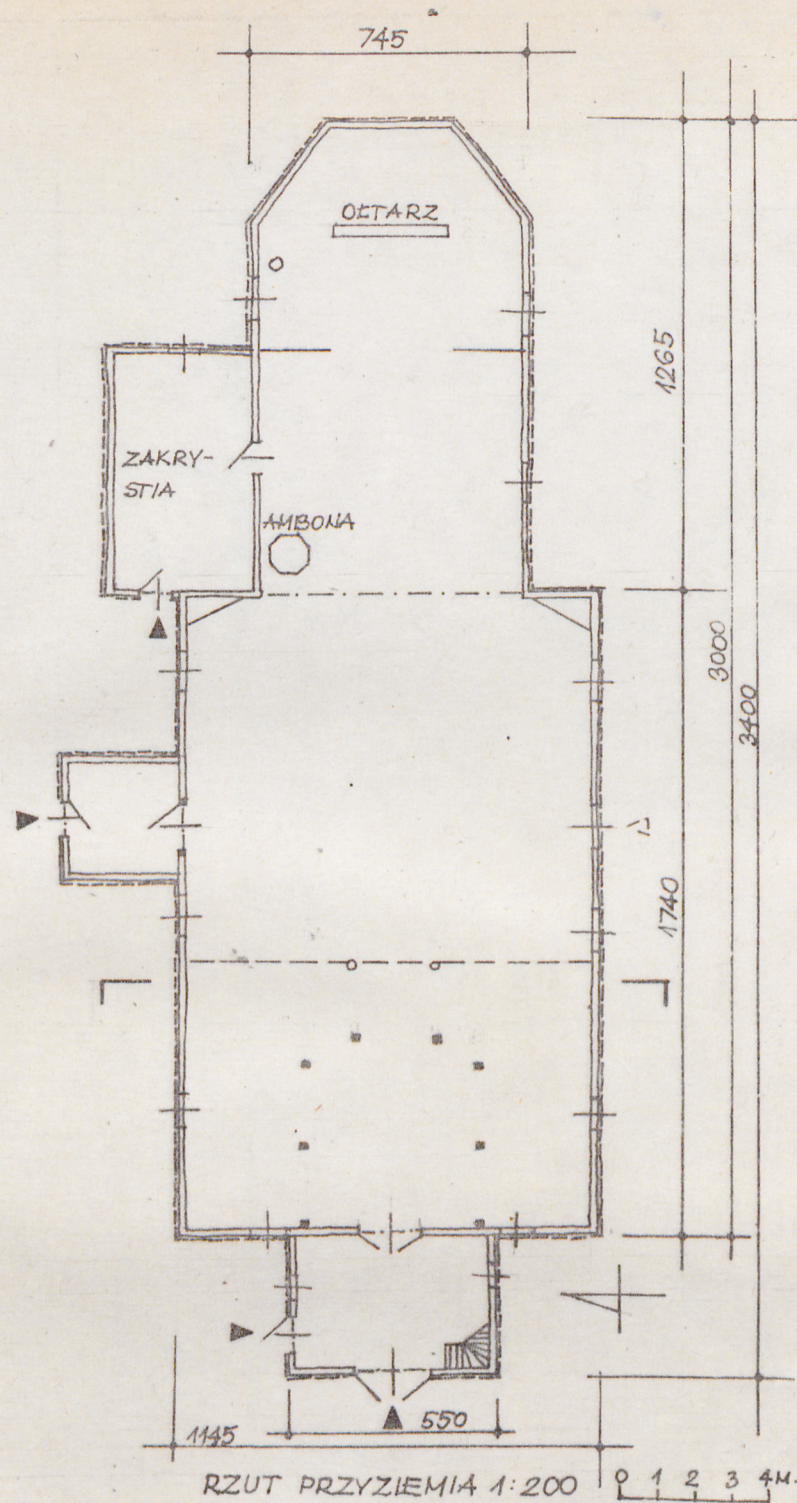 745
OŁTARZ
1265
ZAKRY-
STIA
AMBONA
3000
3400
1740
550
1145
RZUT PRZYZIEMIA 1:200
0 1 2 3 4M.